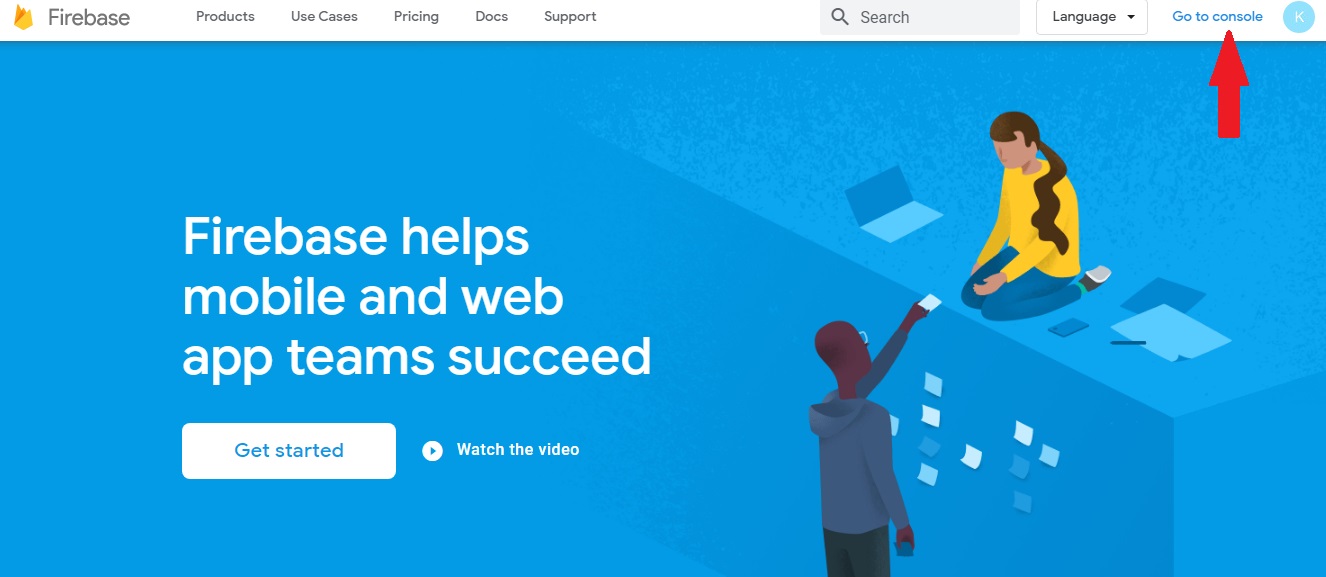 Firebase Products Use Cases Pricing Docs Support Search Language Go to console K
Firebase helps
mobile and web
app teams succeed
Get started Watch the video